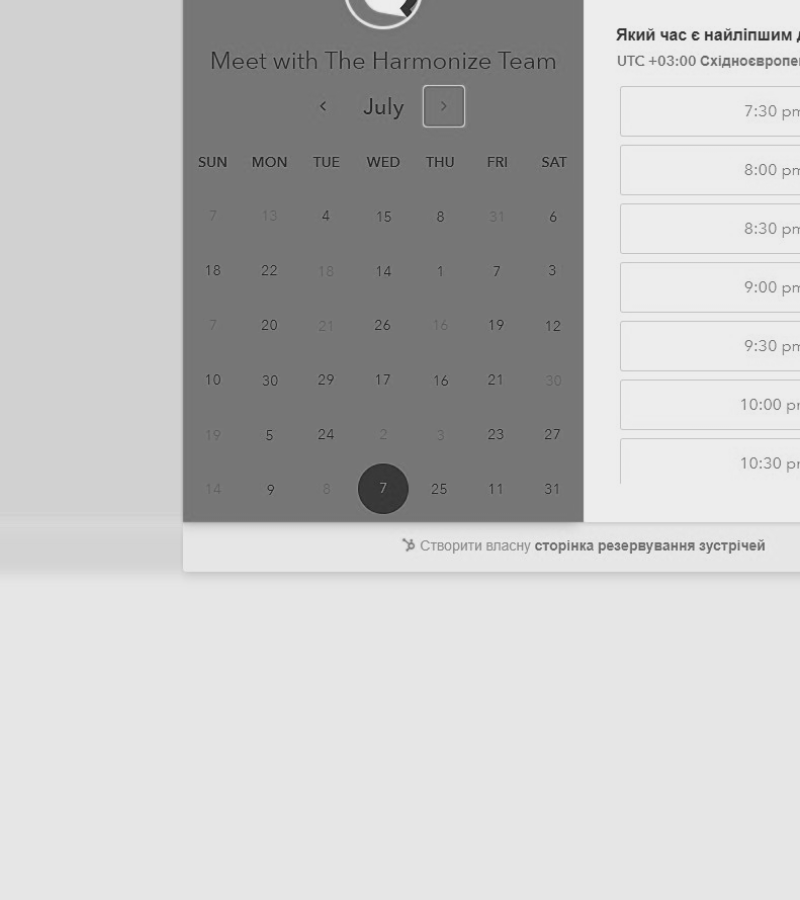 Meet with The Harmonize Team
July
SUN MON TUE WED THU FRI SAT
7 13 4 15 8 31 6
18 22 18 14 1 7 3
7 20 21 26 16 19 12
10 30 29 17 16 21 30
19 5 24 2 3 23 27
14 9 8 7 25 11 31
Який час є найліпшим
UTC +03:00
7:30 pm
8:00 pm
8:30 pm
9:00 pm
9:30 pm
10:00 pm
10:30 pm
Створити власну сторінка резервування зустрічей